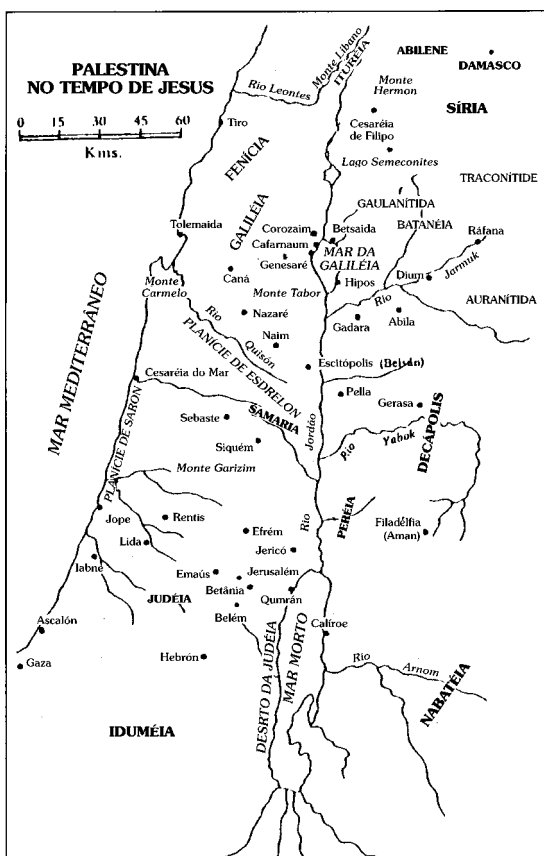 PALESTINA
NO TEMPO DE JESUS
0 15 30 45 60
Kms.
Rio Leontes
Monte Líbano
ITURÉIA
ABILENE
DAMASCO
Monte
Hermon
SÍRIA
Tiro
Cesaréia
de Filipo
FENÍCIA
Lago Semeconites
TRACONÍTIDE
GAULANÍTIDA
BATANÉIA
Tolemaida
GALILÉIA
Corozaim
Betsaida
Ráfana
Cafarnaum
MAR DA
GALILÉIA
Genesaré
Caná
Hipos
Dium
Jarmuk
Monte
Carmelo
Monte Tabor
Rio
AURANÍTIDA
Nazaré
Gadara
Abila
Rio
Quisón
Naim
PLANÍCIE DE ESDRELON
Escitópolis (Beisán)
MAR MEDITERRÂNEO
Cesaréia do Mar
Pella
Gerasa
PLANÍCIE DE SARON
Sebaste
SAMARIA
Jordão
Siquém
Rio Yabok
DECÁPOLIS
Monte Garizim
Jope
Rentis
Efrém
Rio
PERÉIA
Filadélfia
(Aman)
Lida
Jericó
Iabne
Emaús
Jerusalém
Betânia
Qumrán
JUDÉIA
Belém
Calíroe
Ascalón
Gaza
Hebrón
DESRTO DA JUDÉIA
MAR MORTO
Rio Arnom
NABATÉIA
IDUMÉIA